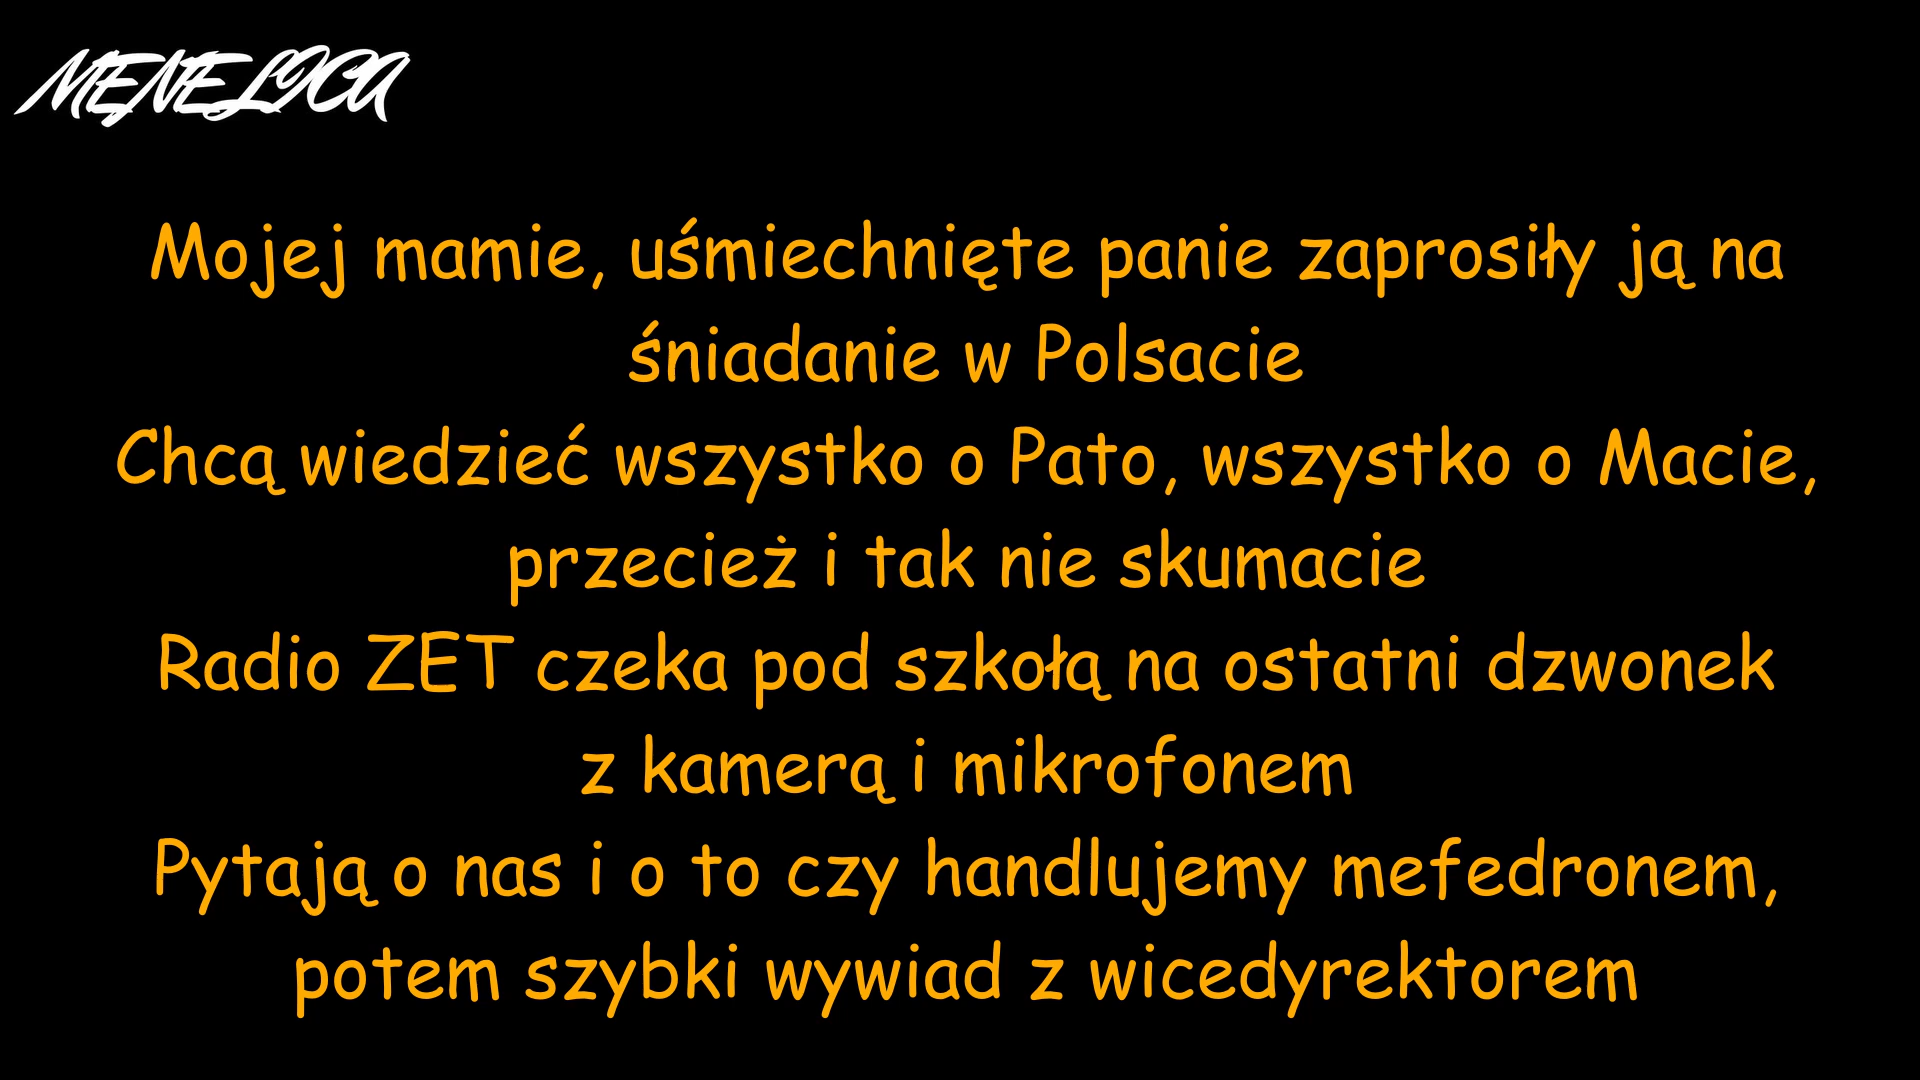 MENELICA
Mojej mamie, uśmiechnięte panie zaprosiły ją na
śniadanie w Polsacie
Chcą wiedzieć wszystko o Pato, wszystko o Macie,
przecież i tak nie skumacie
Radio ZET czeka pod szkołą na ostatni dzwonek
z kamerą i mikrofonem
Pytają o nas i o to czy handlujemy mefedronem,
potem szybki wywiad z wicedyrektorem